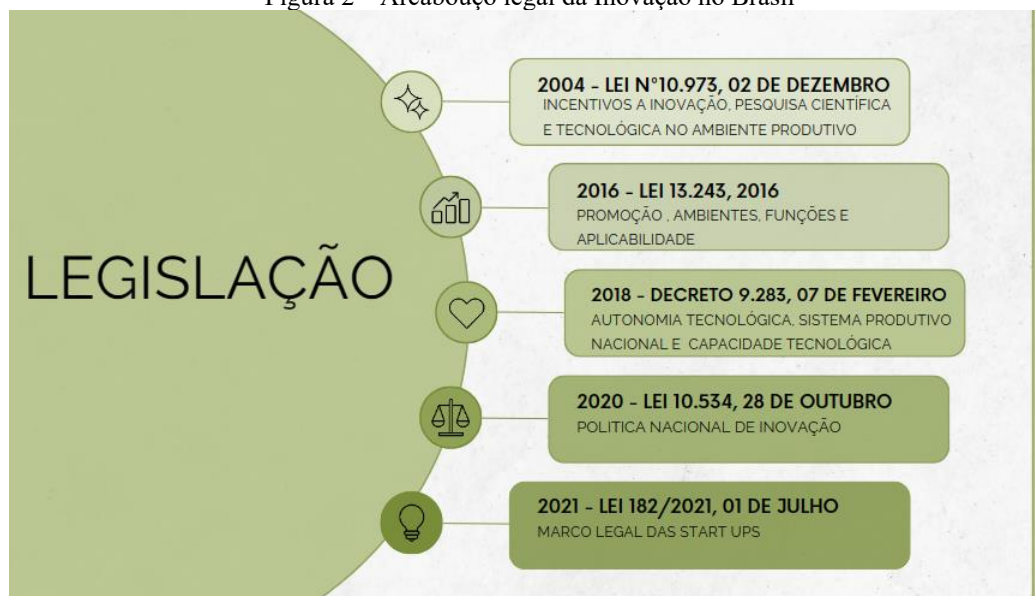 Figura 2 – Arcabouço legal da Inovação no Brasil
LEGISLAÇÃO
2004 - LEI N°10.973, 02 DE DEZEMBRO
INCENTIVOS A INOVAÇÃO, PESQUISA CIENTÍFICA
E TECNOLÓGICA NO AMBIENTE PRODUTIVO
2016 - LEI 13.243, 2016
PROMOÇÃO , AMBIENTES, FUNÇÕES E
APLICABILIDADE
2018 - DECRETO 9.283, 07 DE FEVEREIRO
AUTONOMIA TECNOLÓGICA, SISTEMA PRODUTIVO
NACIONAL E CAPACIDADE TECNOLÓGICA
2020 - LEI 10.534, 28 DE OUTUBRO
POLITICA NACIONAL DE INOVAÇÃO
2021 - LEI 182/2021, 01 DE JULHO
MARCO LEGAL DAS START UPS